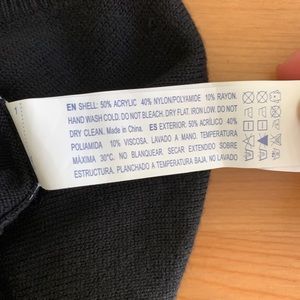 EN SHELL: 50% ACRYLIC 40% NYLON/POLYAMIDE 10% RAYON.
HAND WASH COLD. DO NOT BLEACH. DRY FLAT. IRON LOW. DO NOT
DRY CLEAN. Made in China. ES EXTERIOR: 50% ACRÍLICO 40%
POLIAMIDA 10% VISCOSA. LAVADO A MANO. TEMPERATURA
MÁXIMA 30°C. NO BLANQUEAR. SECAR EXTENDIDO SOBRE
ESTRUCTURA, PLANCHADO A TEMPERATURA BAJA, NO LAVADO